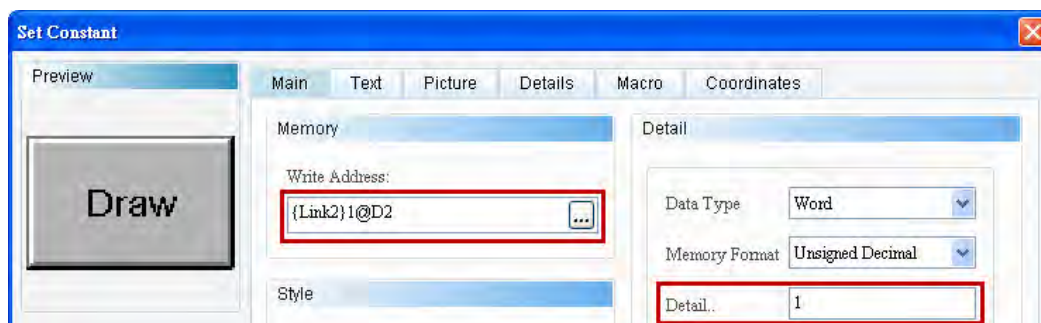 Set Constant
Preview
Main Text Picture Details Macro Coordinates
Memory
Detail
Write Address:
{Link2}1@D2
...
Draw
Data Type Word
Memory Format Unsigned Decimal
Style
Detail.. 1